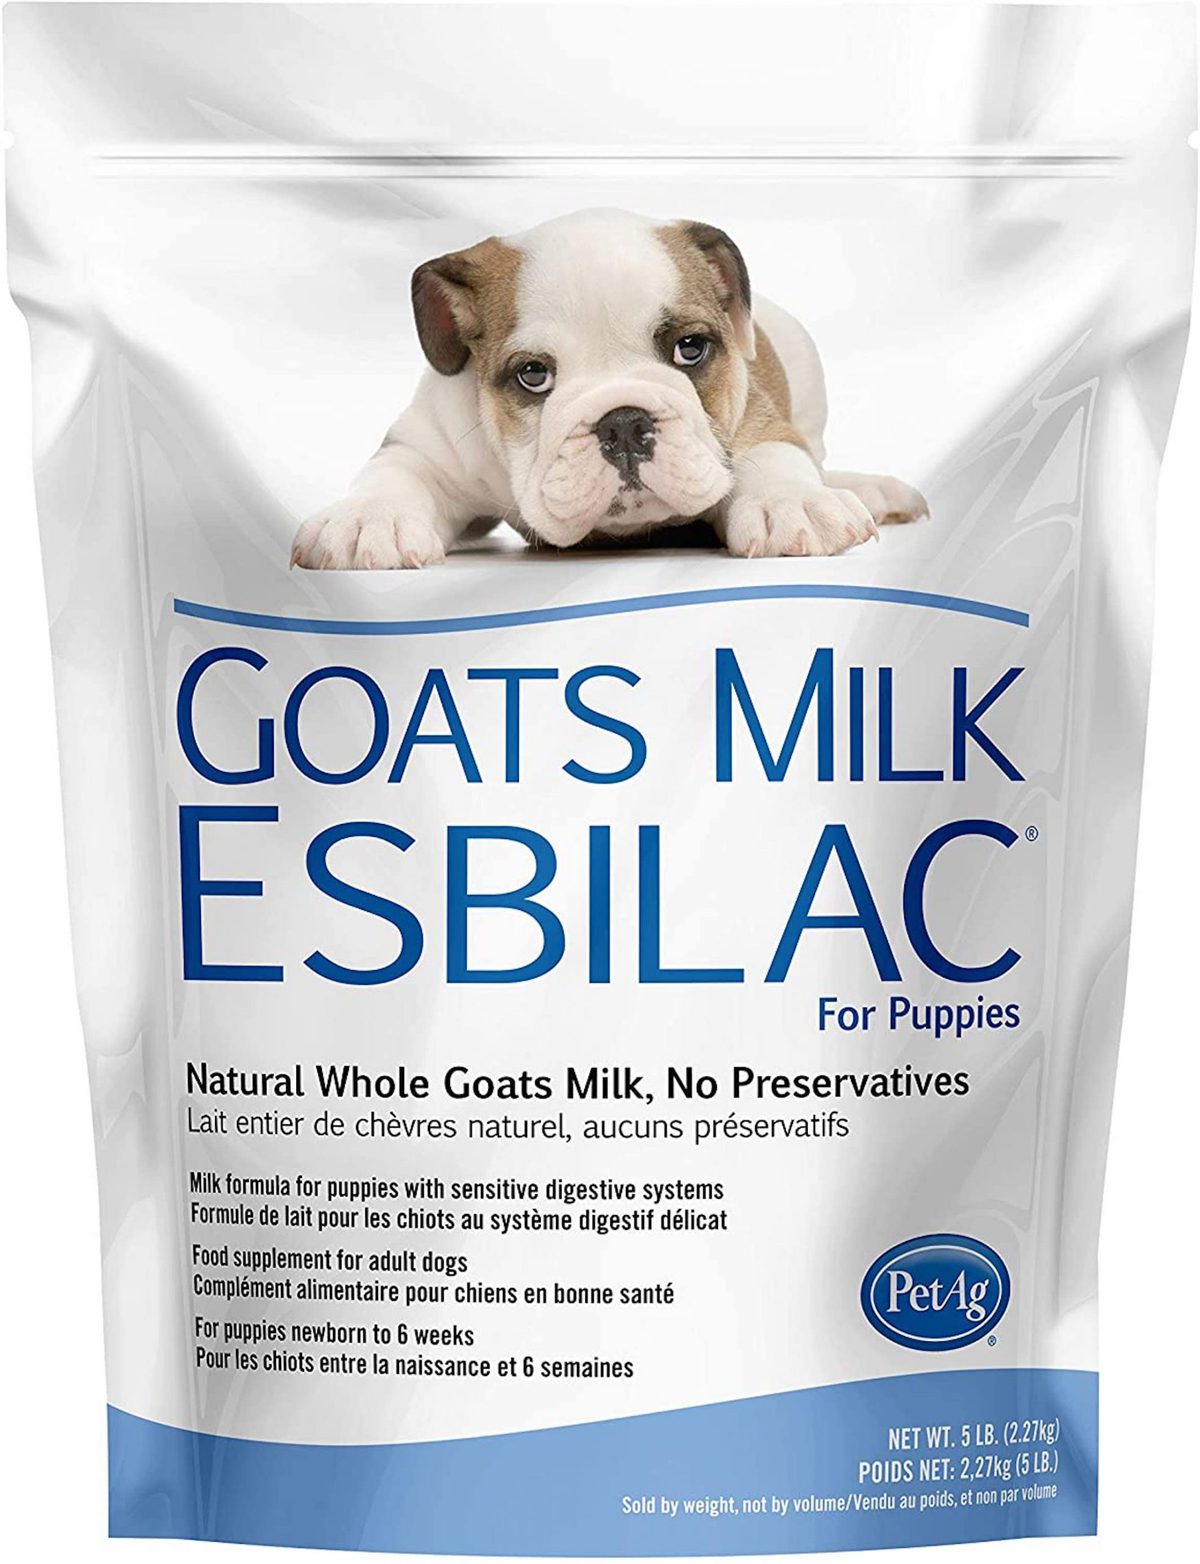 GOATS MILK
ESBILAC®
For Puppies
Natural Whole Goats Milk, No Preservatives
Lait entier de chèvres naturel, aucuns préservatifs
Milk formula for puppies with sensitive digestive systems
Formule de lait pour les chiots au système digestif délicat
Food supplement for adult dogs
Complément alimentaire pour chiens en bonne santé
For puppies newborn to 6 weeks
Pour les chiots entre la naissance et 6 semaines
PetAg®
NET WT. 5 LB. (2.27kg)
POIDS NET: 2,27kg (5 LB.)
Sold by weight, not by volume/Vendu au poids, et non par volume